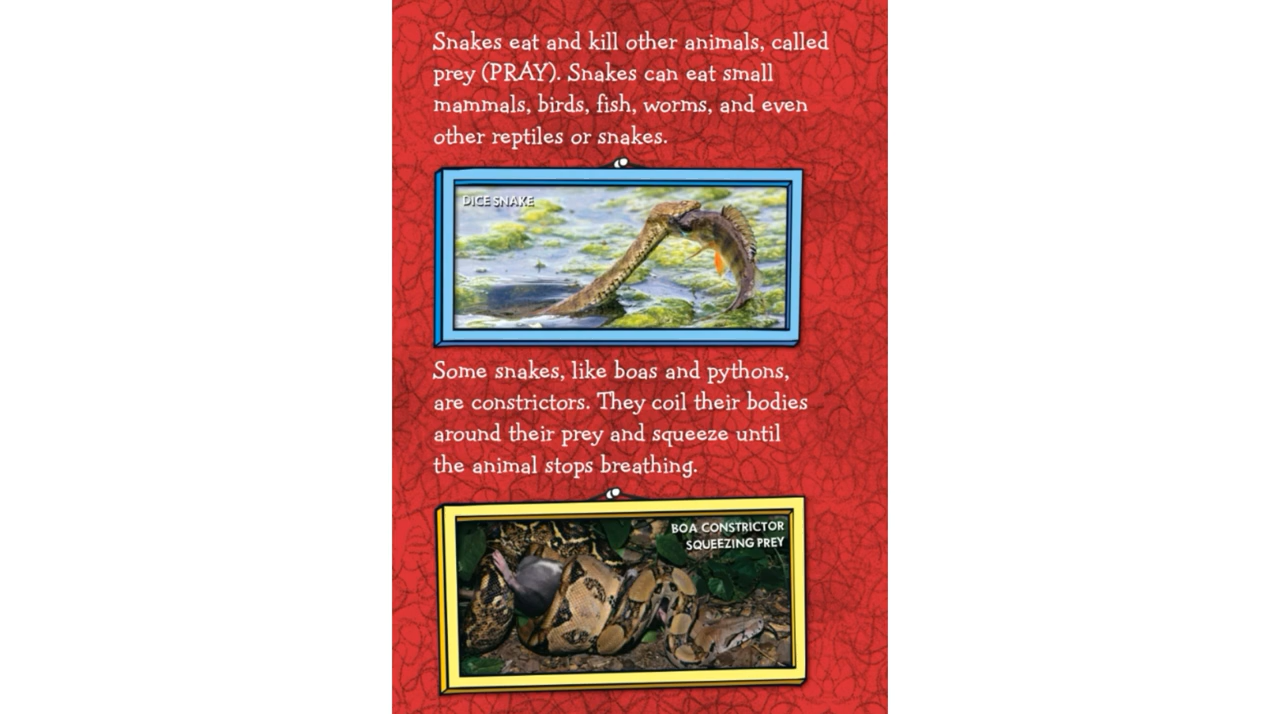 Snakes eat and kill other animals, called
prey (PRAY). Snakes can eat small
mammals, birds, fish, worms, and even
other reptiles or snakes.
DICE SNAKE
Some snakes, like boas and pythons,
are constrictors. They coil their bodies
around their prey and squeeze until
the animal stops breathing.
BOA CONSTRICTOR
SQUEEZING PREY